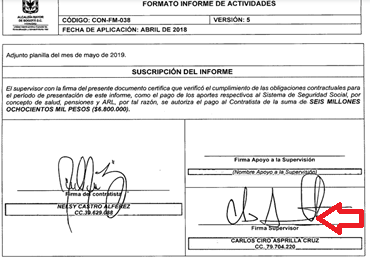 FORMATO INFORME DE ACTIVIDADES
ALCALDÍA MAYOR
DE BOGOTÁ D.C.
CÓDIGO: CON-FM-038
VERSIÓN: 5
FECHA DE APLICACIÓN: ABRIL DE 2018
Adjunto planilla del mes de mayo de 2019.
SUSCRIPCIÓN DEL INFORME
El supervisor con la firma del presente documento certifica que verificó el cumplimiento de las obligaciones contractuales para
el período de presentación de este informe, como el pago de los aportes respectivos al Sistema de Seguridad Social, por
concepto de salud, pensiones y ARL, por tal razón, se autoriza el pago al Contratista de la suma de SEIS MILLONES
OCHOCIENTOS MIL PESOS ($6.800.000).
Firma Apoyo a la Supervisión
(Nombre Apoyo a la Supervisión)
Firma de contratista
NELSY CASTRO ALFEREZ
CC.39.629.088
Firma Supervisor
CARLOS CIRO ASPRILLA CRUZ
CC.79.704.220